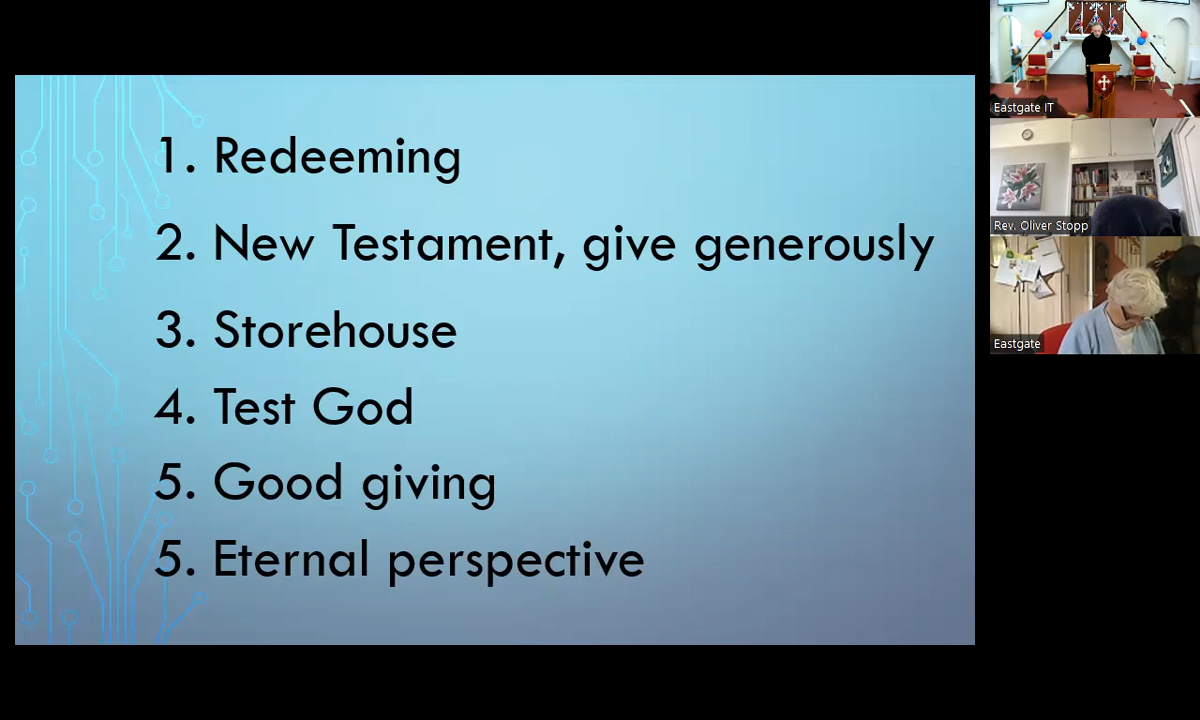 1. Redeeming
2. New Testament, give generously
3. Storehouse
4. Test God
5. Good giving
5. Eternal perspective
Eastgate IT
Rev. Oliver Stopp
Eastgate